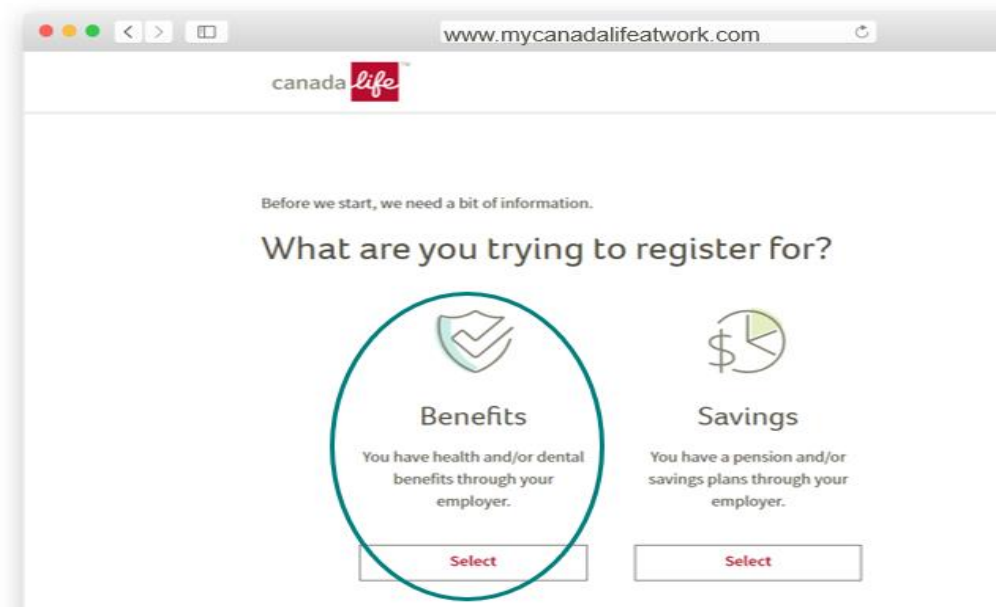 www.mycanadalifeatwork.com
canada life™
Before we start, we need a bit of information.
What are you trying to register for?
Benefits
You have health and/or dental
benefits through your
employer.
Select
Savings
You have a pension and/or
savings plans through your
employer.
Select